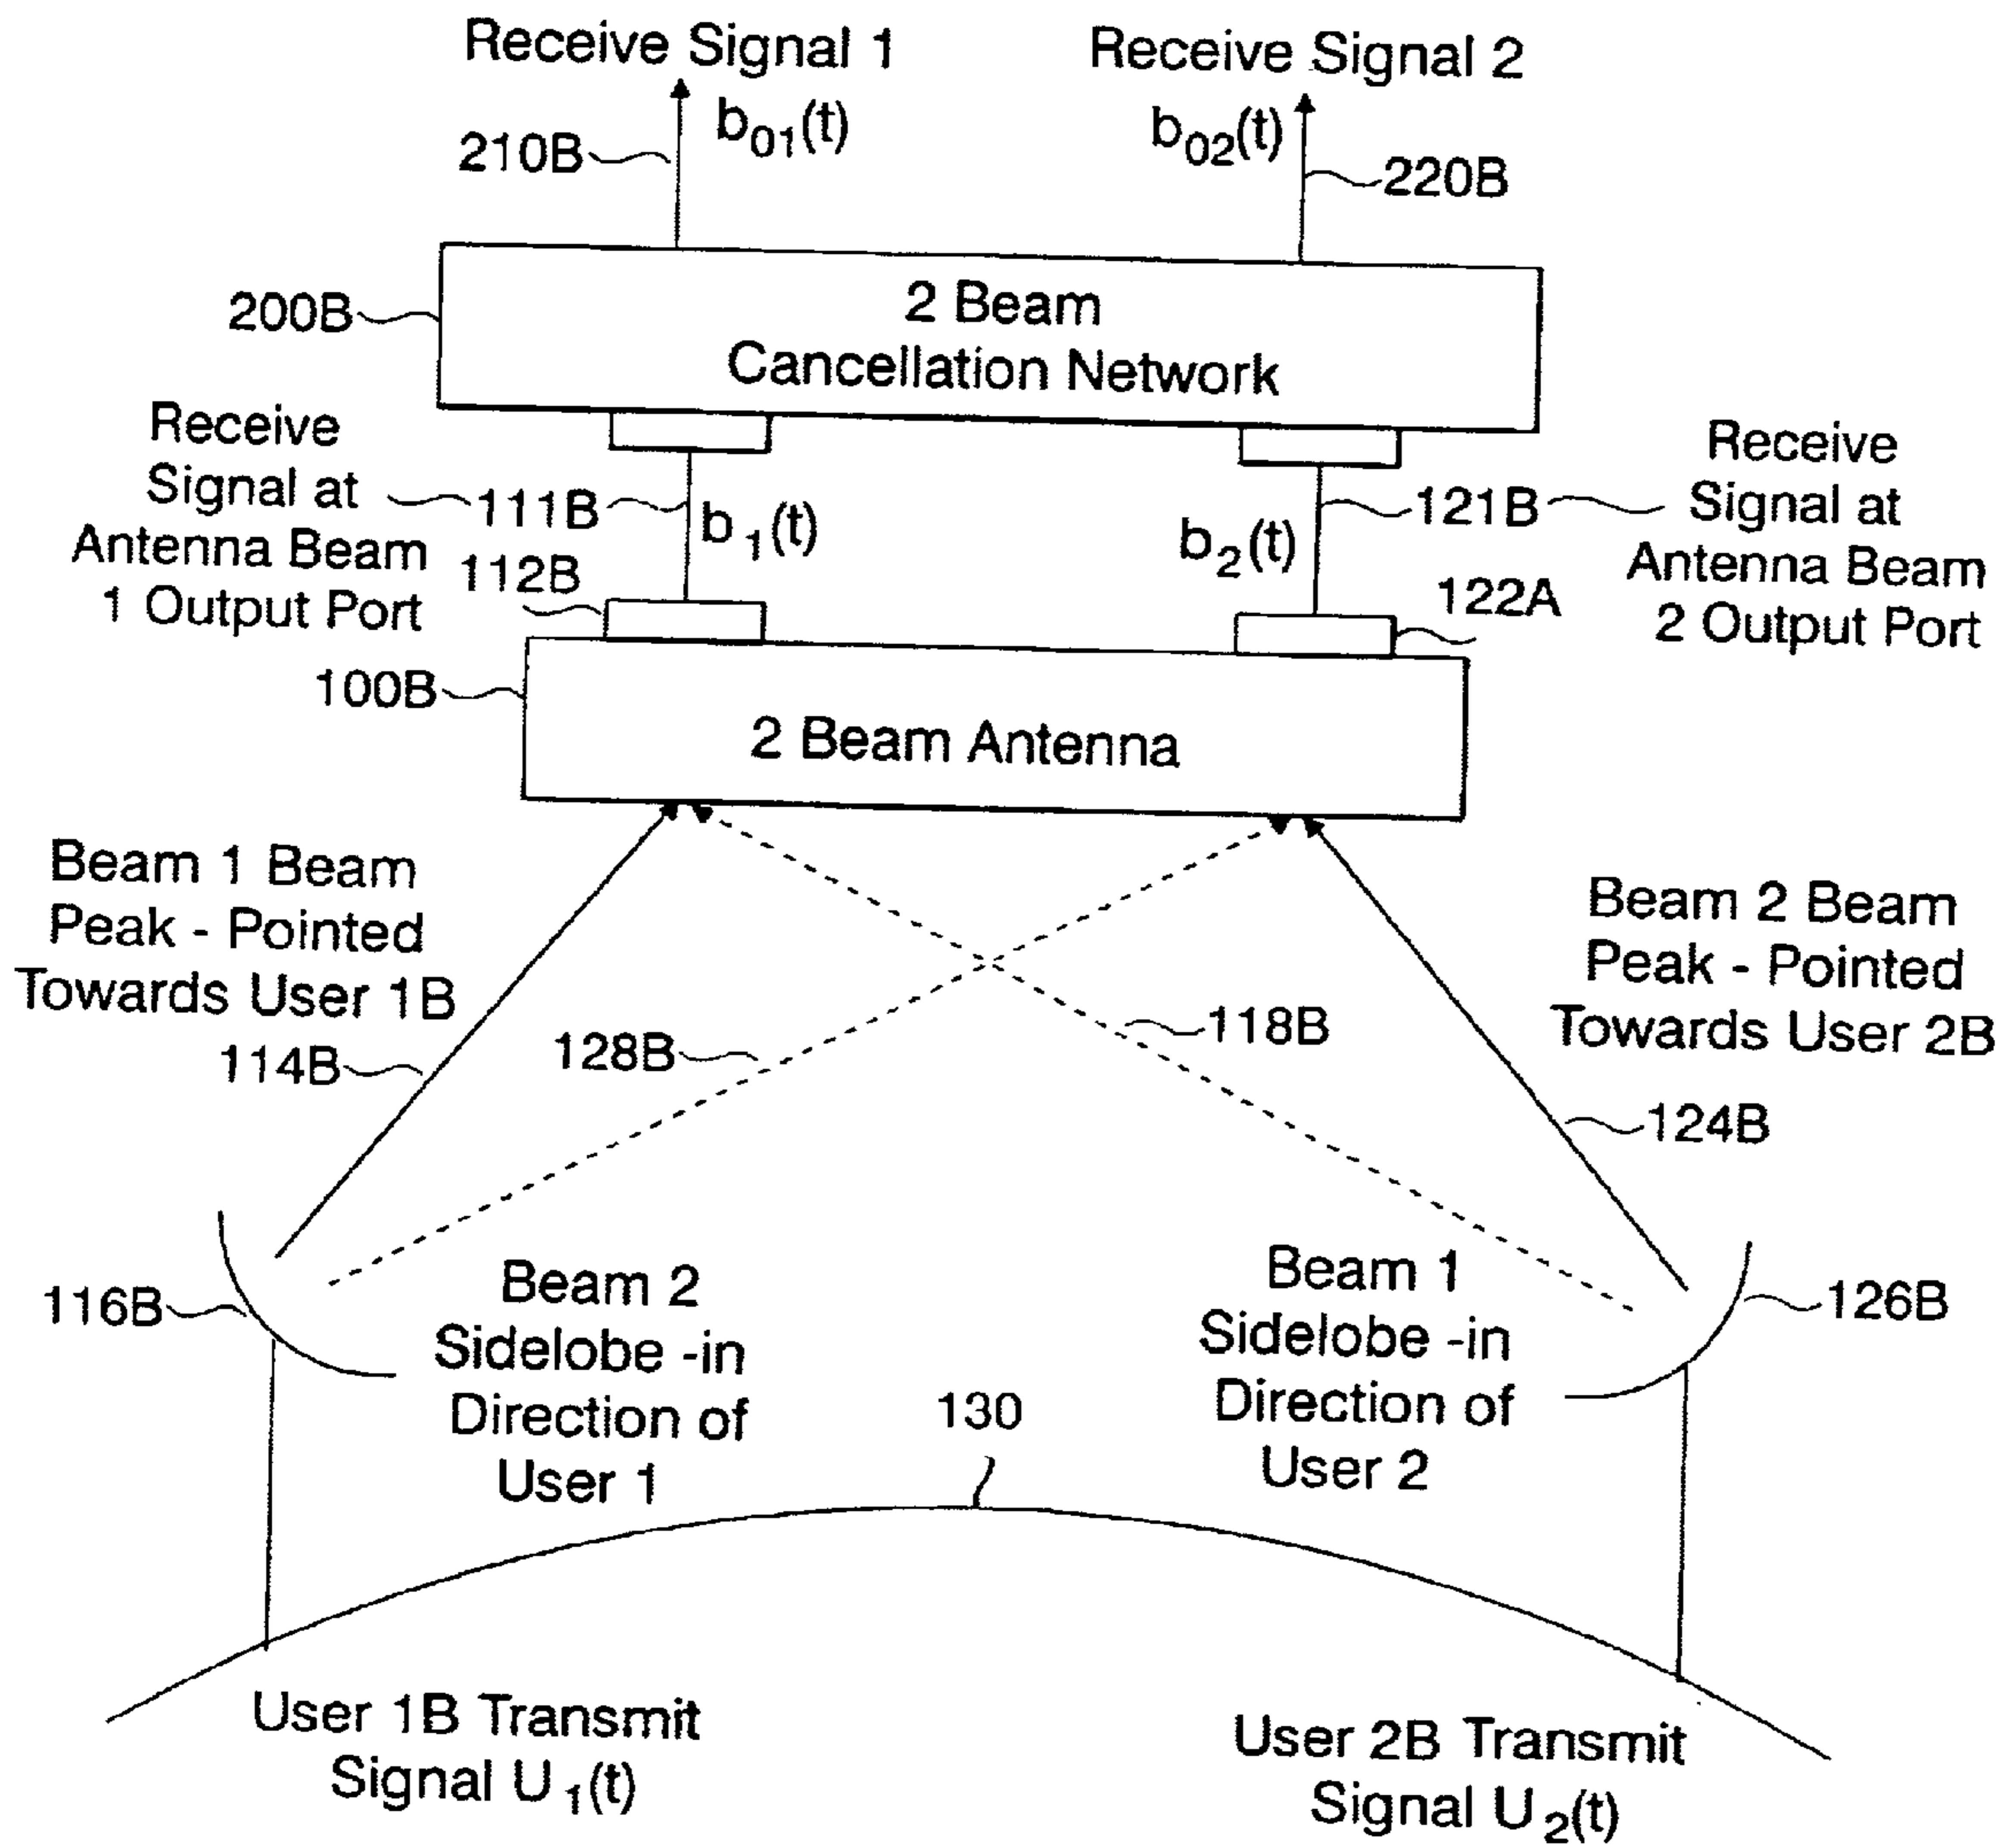 Receive Signal 1
Receive Signal 2
b01(t)
b02(t)
210B
220B
200B
2 Beam
Cancellation Network
Receive
Signal at
Antenna Beam
1 Output Port
111B
b1(t)
112B
b2(t)
121B
122A
Receive
Signal at
Antenna Beam
2 Output Port
100B
2 Beam Antenna
Beam 1 Beam
Peak - Pointed
Towards User 1B
114B
128B
118B
Beam 2 Beam
Peak - Pointed
Towards User 2B
124B
116B
Beam 2
Sidelobe -in
Direction of
User 1
130
Beam 1
Sidelobe -in
Direction of
User 2
126B
User 1B Transmit
Signal U1(t)
User 2B Transmit
Signal U2(t)